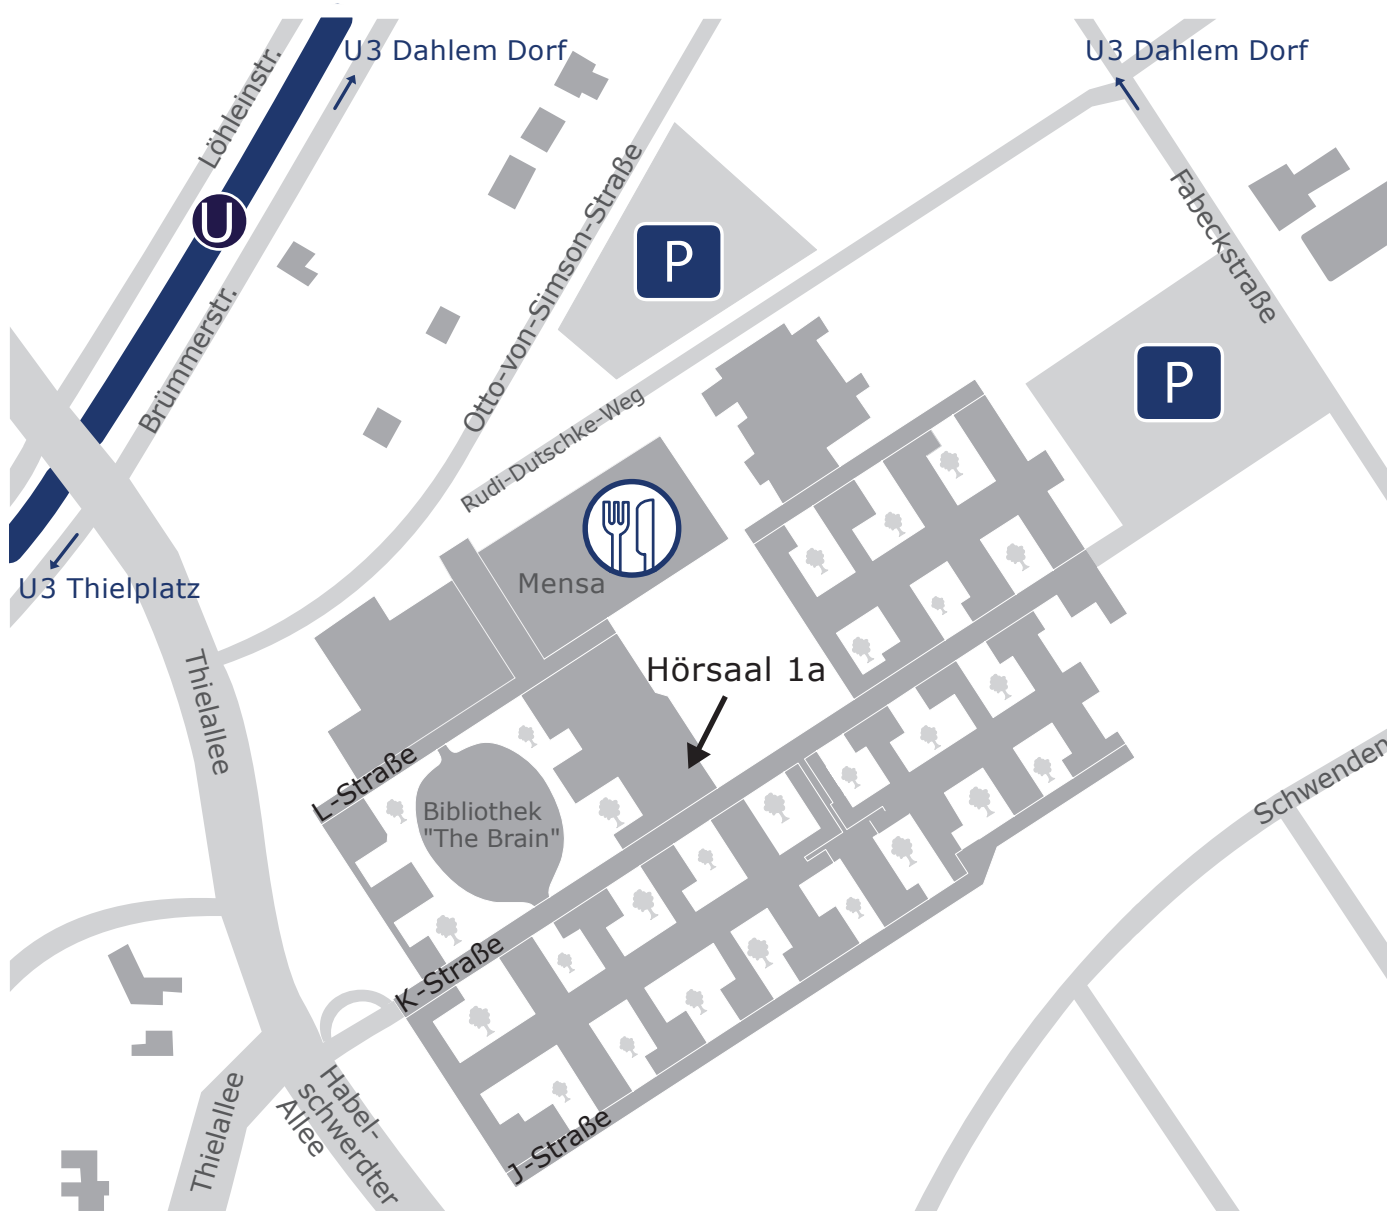 U3 Dahlem Dorf
U3 Dahlem Dorf
Löhleinstr.
U
Brümmerstr.
Otto-von-Simson-Straße
P
Fabeckstraße
P
Rudi-Dutschke-Weg
Mensa
U3 Thielplatz
Thielallee
Hörsaal 1a
L-Straße
Bibliothek
"The Brain"
Schwenden
K-Straße
Thielallee
Habel-
schwerdter
Allee
J-Straße